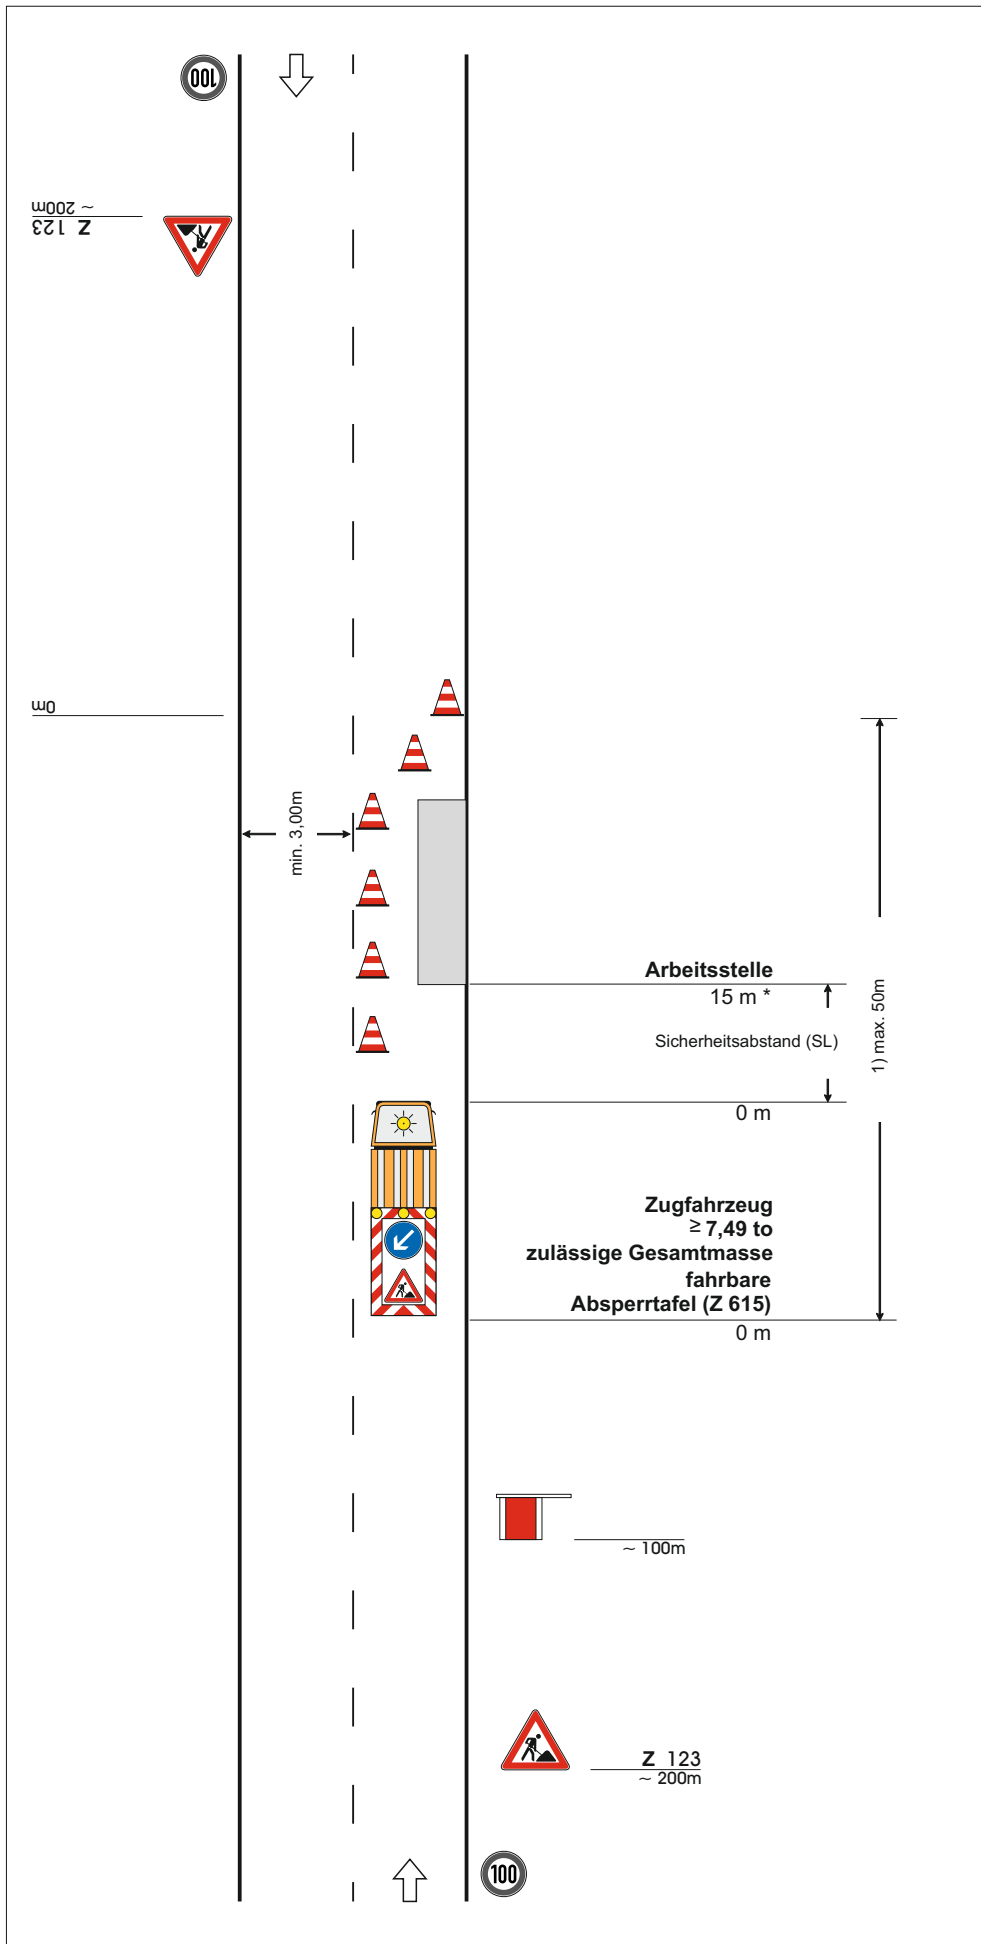 100
~ 200m
Z 123
0m
min. 3,00m
Arbeitsstelle
15 m *
Sicherheitsabstand (SL)
1) max. 50m
0 m
Zugfahrzeug
≥ 7,49 to
zulässige Gesamtmasse
fahrbare
Absperrtafel (Z 615)
0 m
~ 100m
Z 123
~ 200m
100